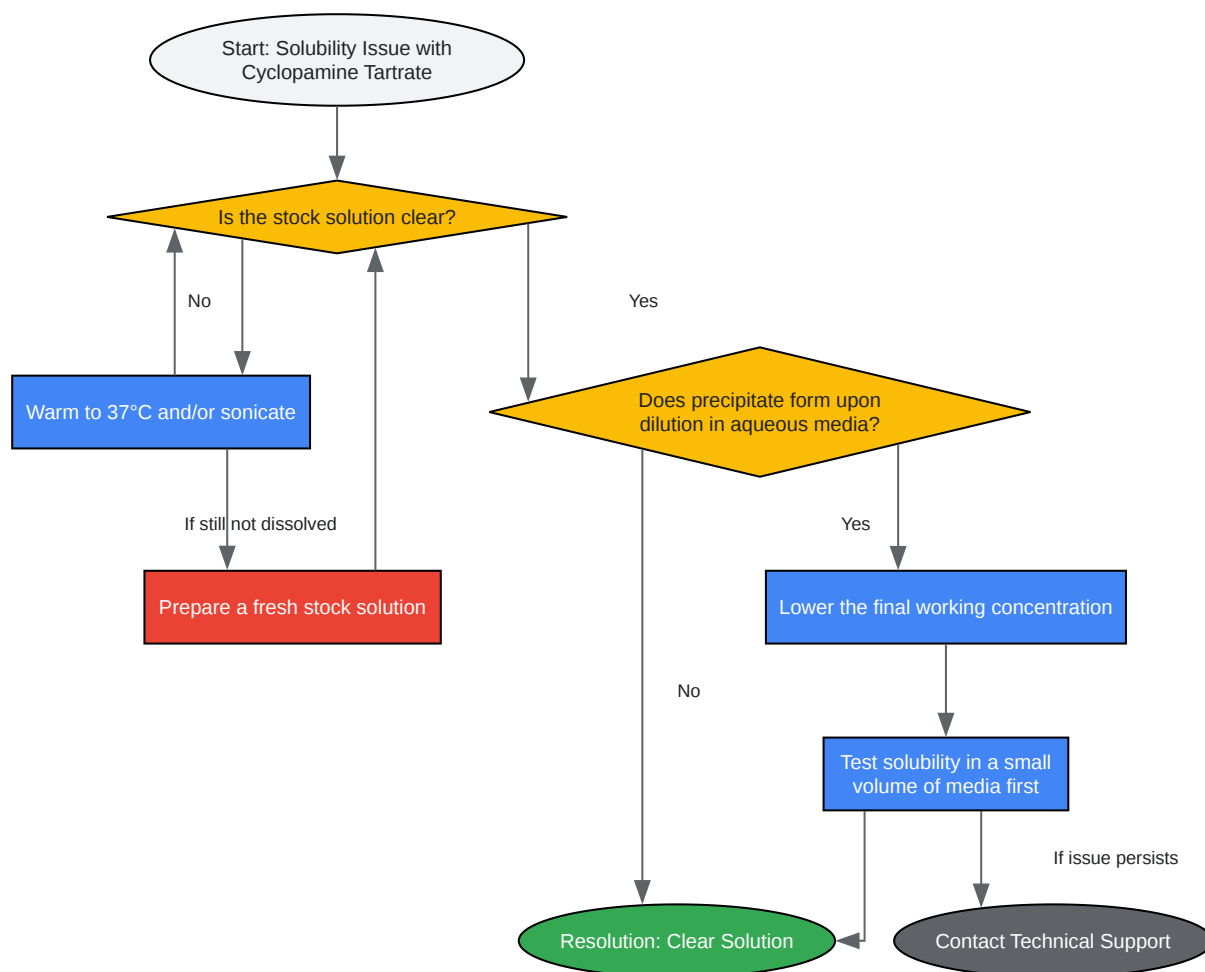 Start: Solubility Issue with
Cyclopamine Tartrate
Is the stock solution clear?
No
Yes
Warm to 37°C and/or sonicate
Does precipitate form upon
dilution in aqueous media?
If still not dissolved
Yes
Prepare a fresh stock solution
Lower the final working concentration
No
Test solubility in a small
volume of media first
If issue persists
Resolution: Clear Solution
Contact Technical Support